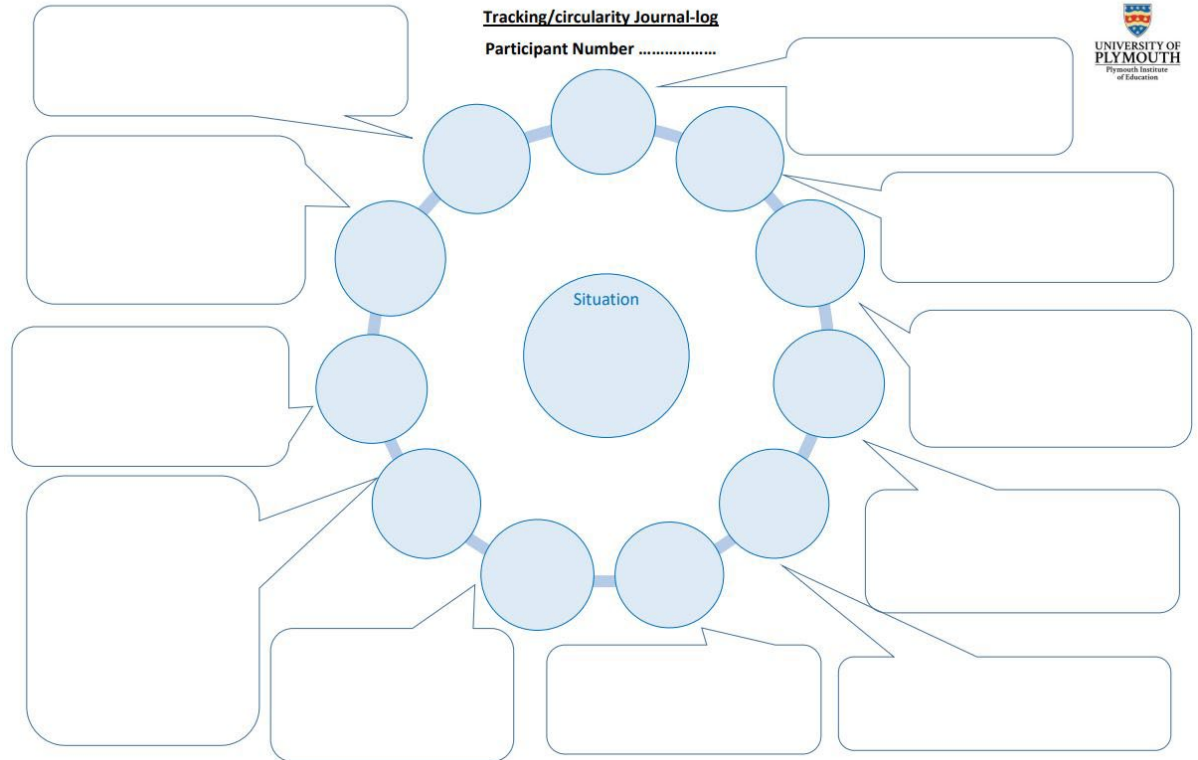 Tracking/circularity Journal-log
Participant Number ………………
UNIVERSITY OF
PLYMOUTH
Plymouth Institute
of Education
Situation